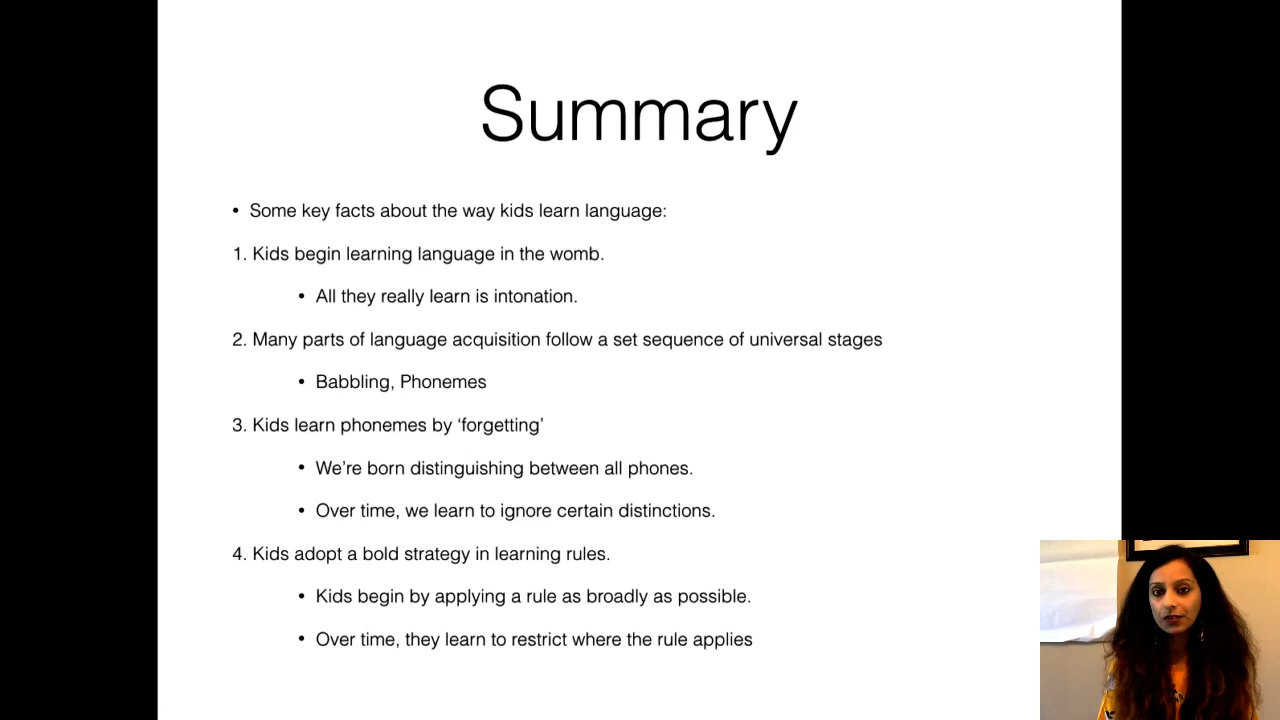 Summary
• Some key facts about the way kids learn language:
1. Kids begin learning language in the womb.
• All they really learn is intonation.
2. Many parts of language acquisition follow a set sequence of universal stages
• Babbling, Phonemes
3. Kids learn phonemes by ‘forgetting’
• We’re born distinguishing between all phones.
• Over time, we learn to ignore certain distinctions.
4. Kids adopt a bold strategy in learning rules.
• Kids begin by applying a rule as broadly as possible.
• Over time, they learn to restrict where the rule applies